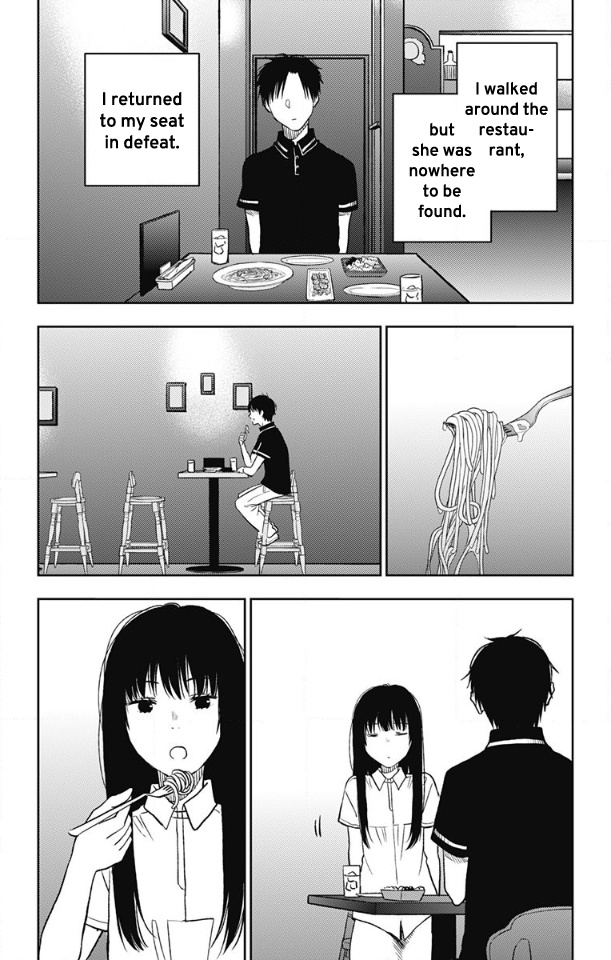 I walked
around the
restau-
rant,
but
she was
nowhere
to be
found.
I returned
to my seat
in defeat.